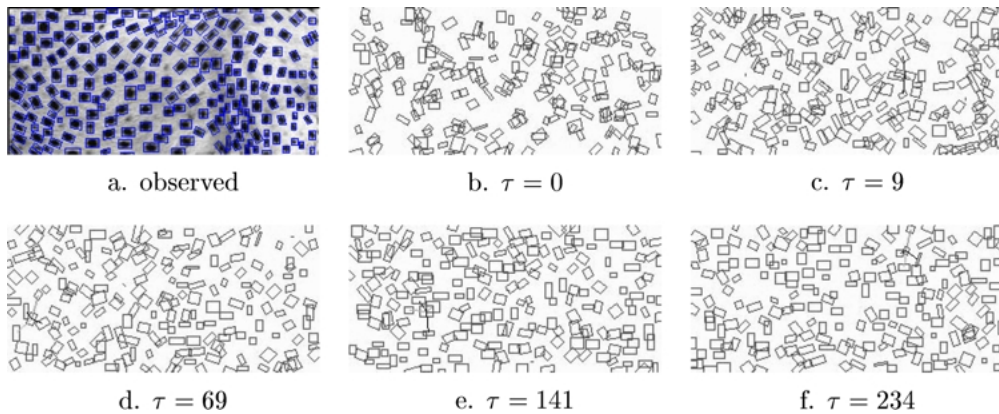 a. observed
b. τ = 0
c. τ = 9
d. τ = 69
e. τ = 141
f. τ = 234